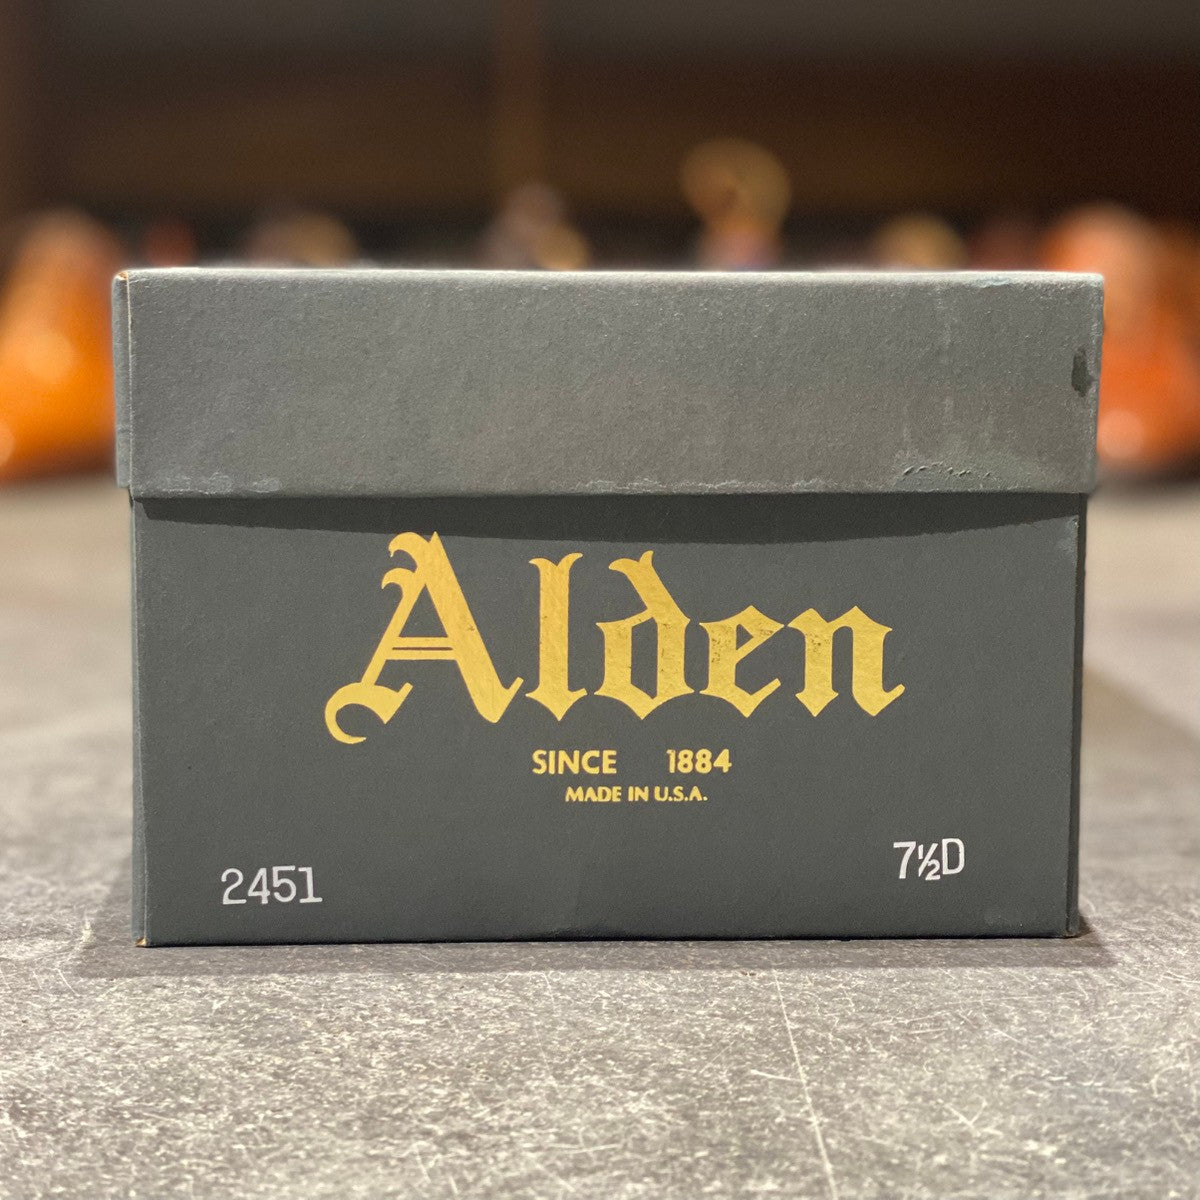 Alden
SINCE 1884
MADE IN U.S.A.
2451
7½D